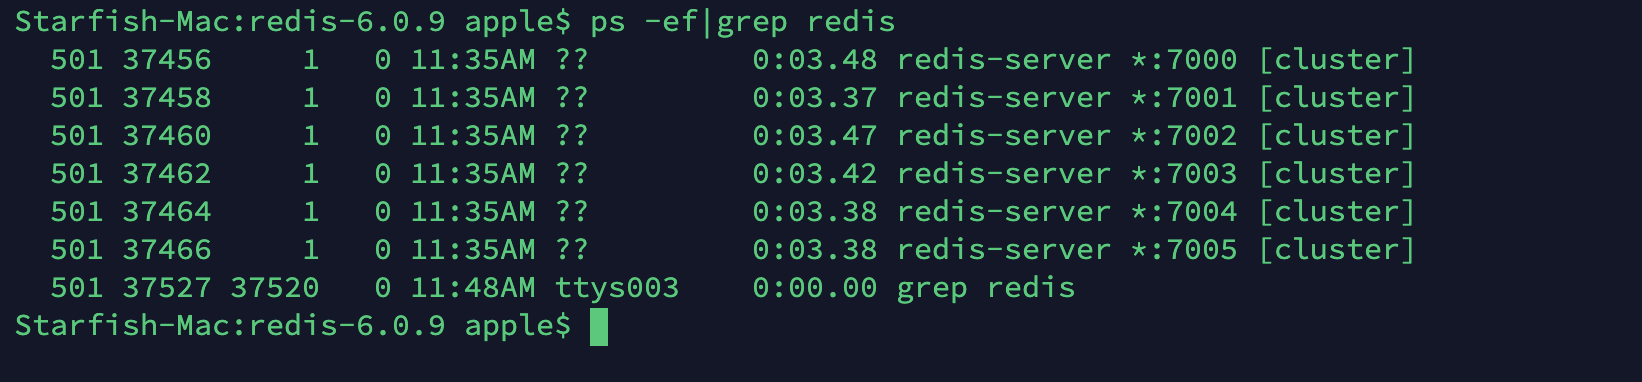 Starfish-Mac:redis-6.0.9 apple$ ps -ef|grep redis
  501 37456     1   0 11:35AM ??         0:03.48 redis-server *:7000 [cluster]
  501 37458     1   0 11:35AM ??         0:03.37 redis-server *:7001 [cluster]
  501 37460     1   0 11:35AM ??         0:03.47 redis-server *:7002 [cluster]
  501 37462     1   0 11:35AM ??         0:03.42 redis-server *:7003 [cluster]
  501 37464     1   0 11:35AM ??         0:03.38 redis-server *:7004 [cluster]
  501 37466     1   0 11:35AM ??         0:03.38 redis-server *:7005 [cluster]
  501 37527 37520   0 11:48AM ttys003    0:00.00 grep redis
Starfish-Mac:redis-6.0.9 apple$